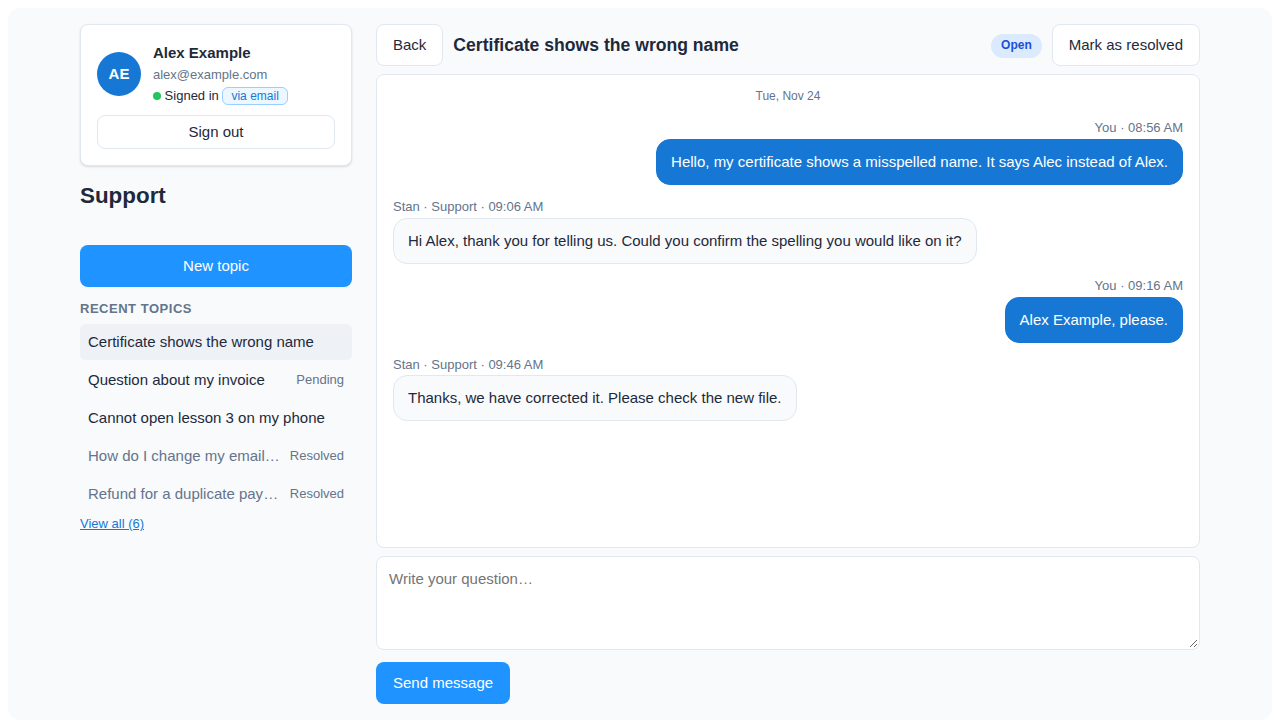 AE
Alex Example
alex@example.com
Signed in via email
Sign out
Support
New topic
RECENT TOPICS
Certificate shows the wrong name
Question about my invoice Pending
Cannot open lesson 3 on my phone
How do I change my email… Resolved
Refund for a duplicate pay… Resolved
View all (6)
Back Certificate shows the wrong name Open Mark as resolved
Tue, Nov 24
You · 08:56 AM
Hello, my certificate shows a misspelled name. It says Alec instead of Alex.
Stan · Support · 09:06 AM
Hi Alex, thank you for telling us. Could you confirm the spelling you would like on it?
You · 09:16 AM
Alex Example, please.
Stan · Support · 09:46 AM
Thanks, we have corrected it. Please check the new file.
Write your question…
Send message